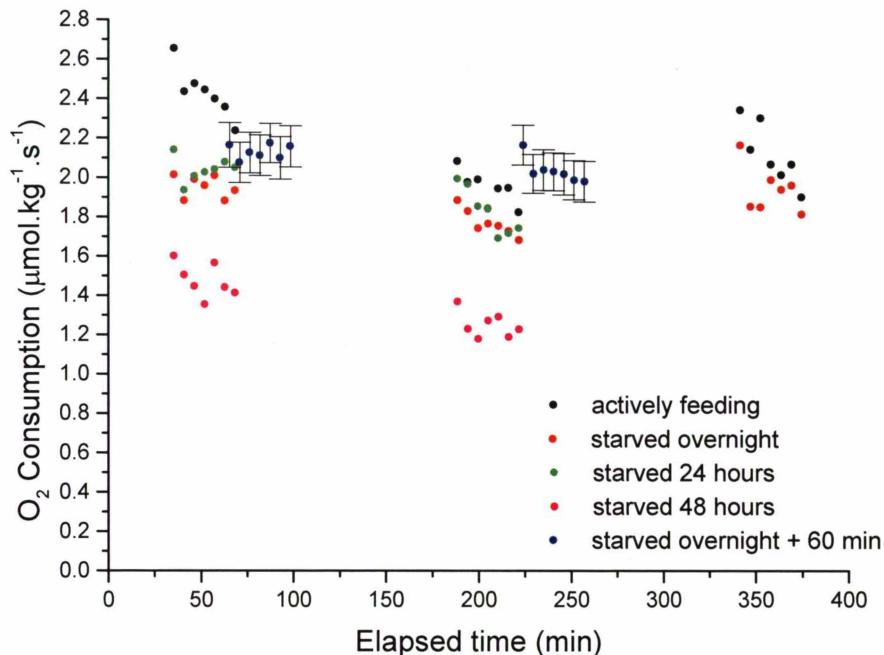 2.8
2.6
2.4
2.2
2.0
1.8
1.6
1.4
1.2
1.0
0.8
0.6
0.4
0.2
0.0
O₂ Consumption (μmol.kg⁻¹.s⁻¹)
actively feeding
starved overnight
starved 24 hours
starved 48 hours
starved overnight + 60 min
0 50 100 150 200 250 300 350 400
Elapsed time (min)